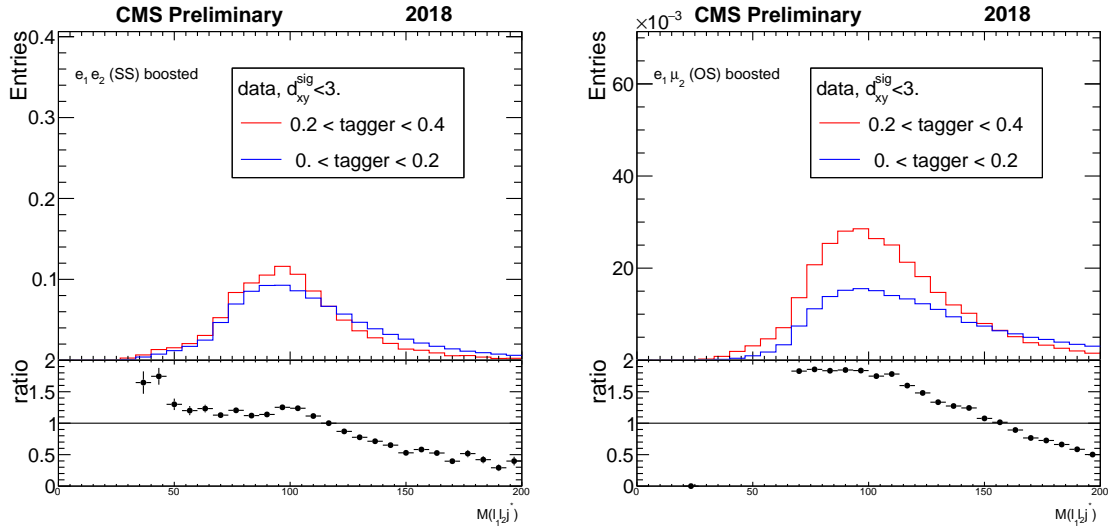 CMS Preliminary 2018
Entries
0.4
0.3
0.2
0.1
e₁e₂ (SS) boosted
data, d_xy^sig<3.
0.2 < tagger < 0.4
0. < tagger < 0.2
ratio
2
1.5
1
0.5
0
0 50 100 150 200
M(l₁l₂j*)
CMS Preliminary 2018
×10⁻³
Entries
60
40
20
e₁μ₂ (OS) boosted
data, d_xy^sig<3.
0.2 < tagger < 0.4
0. < tagger < 0.2
ratio
2
1.5
1
0.5
0
0 50 100 150 200
M(l₁l₂j*)